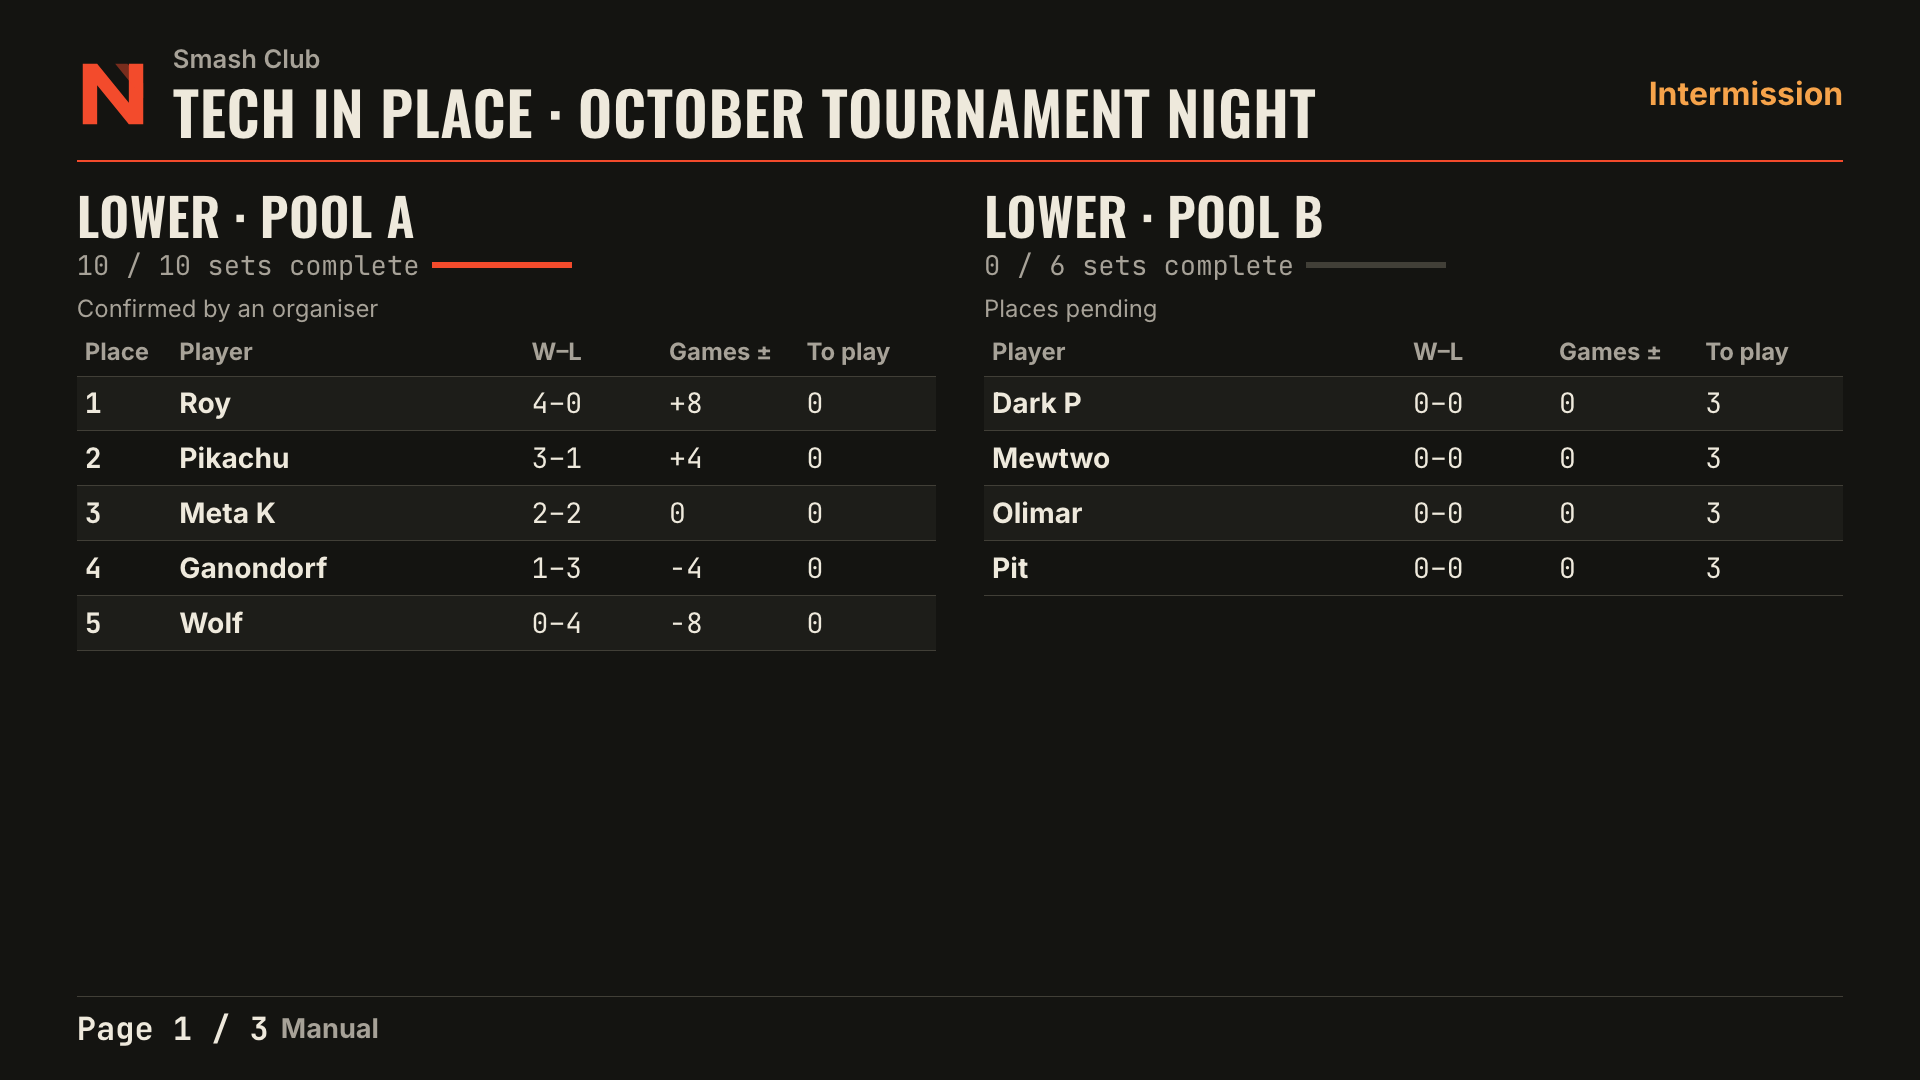 Smash Club
TECH IN PLACE · OCTOBER TOURNAMENT NIGHT
Intermission
LOWER · POOL A
10 / 10 sets complete
Confirmed by an organiser
Place Player W–L Games ± To play
1 Roy 4–0 +8 0
2 Pikachu 3–1 +4 0
3 Meta K 2–2 0 0
4 Ganondorf 1–3 -4 0
5 Wolf 0–4 -8 0
LOWER · POOL B
0 / 6 sets complete
Places pending
Player W–L Games ± To play
Dark P 0–0 0 3
Mewtwo 0–0 0 3
Olimar 0–0 0 3
Pit 0–0 0 3
Page 1 / 3 Manual